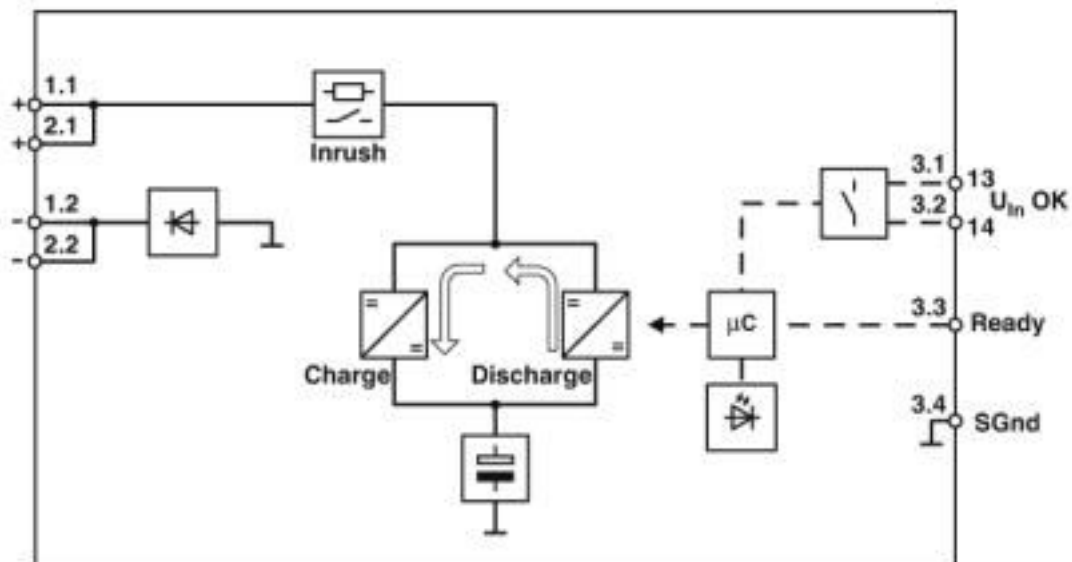 1.1
+
2.1
+
Inrush
1.2
-
2.2
-
3.1
13
U_In OK
3.2
14
=
=
=
=
Charge
Discharge
µC
3.3
Ready
3.4
SGnd